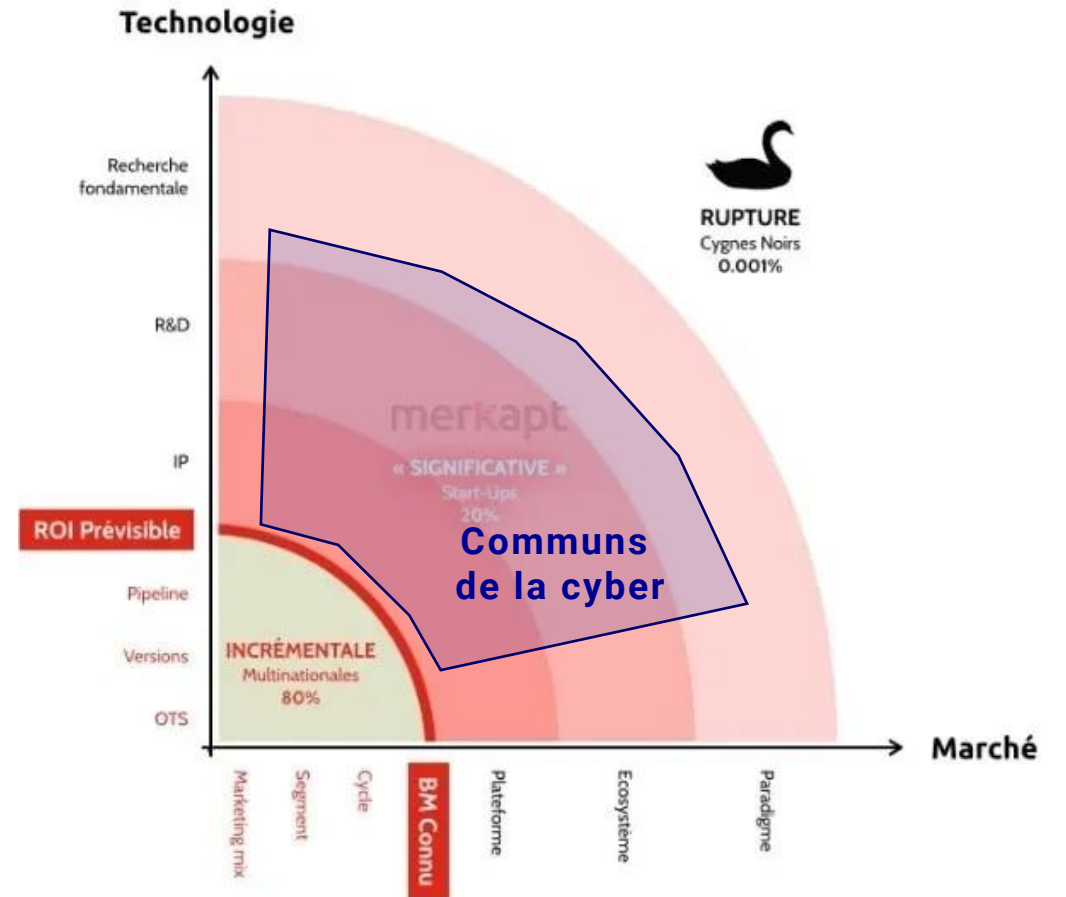 Technologie
Recherche
fondamentale
RUPTURE
Cygnes Noirs
0.001%
R&D
merkapt
IP
« SIGNIFICATIVE »
Start-Ups
20%
ROI Prévisible
Communs
de la cyber
Pipeline
Versions
INCRÉMENTALE
Multinationales
80%
OTS
Marché
Marketing mix
Segment
Cycle
BM Connu
Plateforme
Ecosystème
Paradigme